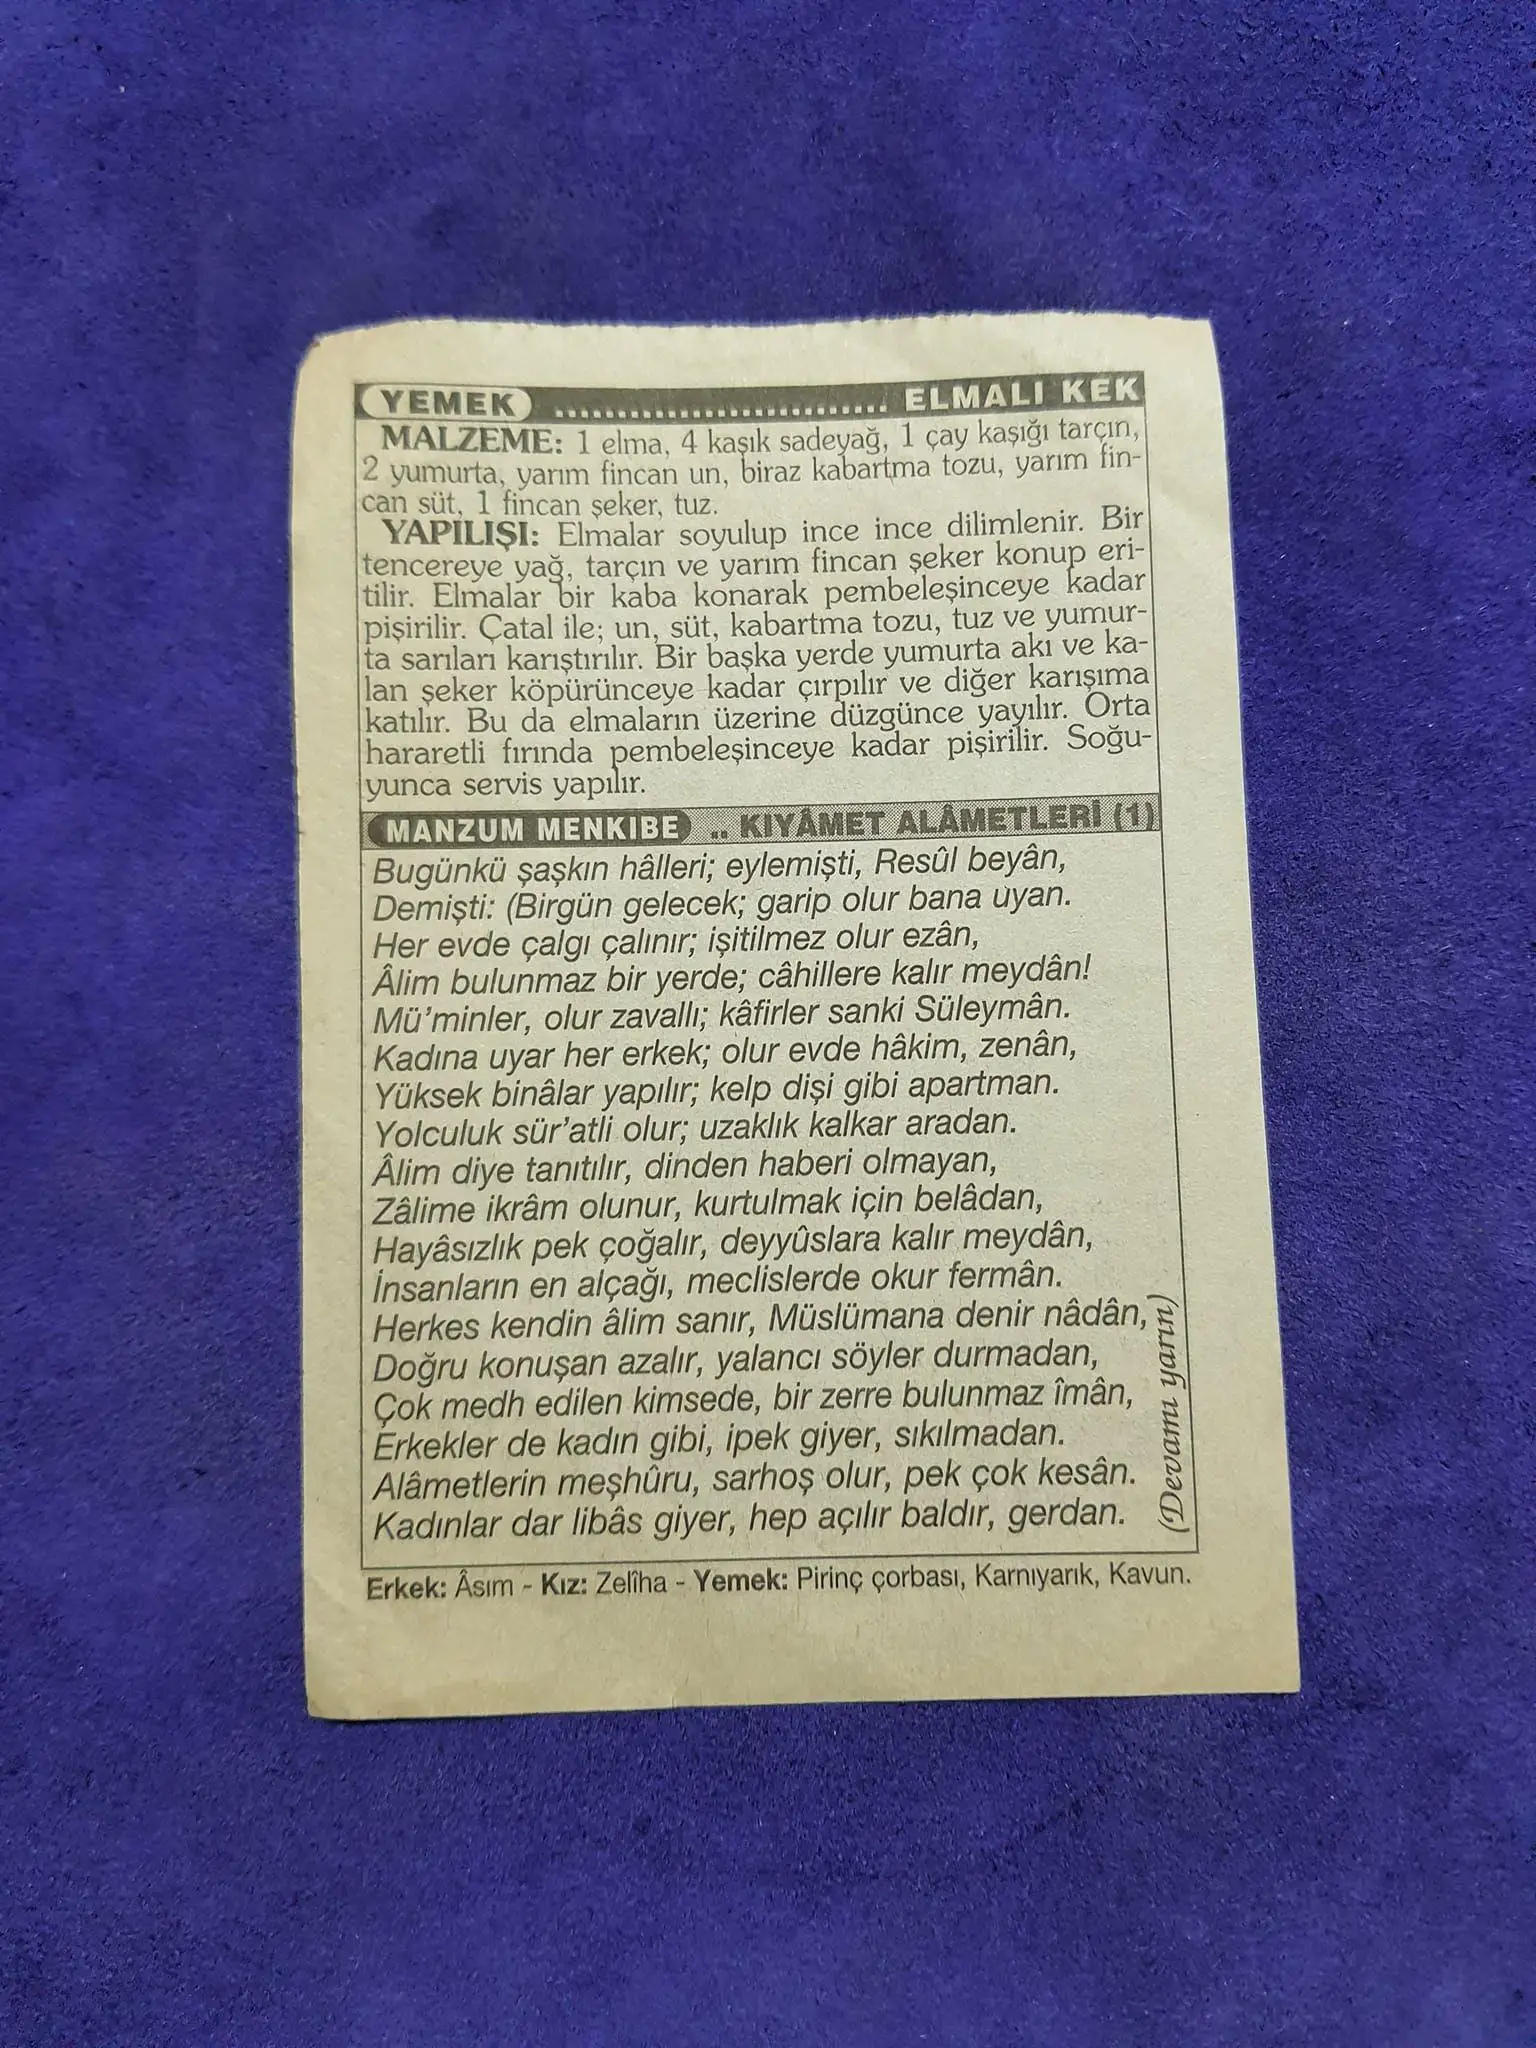 YEMEK ................................ ELMALI KEK
MALZEME: 1 elma, 4 kaşık sadeyağ, 1 çay kaşığı tarçın,
2 yumurta, yarım fincan un, biraz kabartma tozu, yarım fin-
can süt, 1 fincan şeker, tuz.
YAPILIŞI: Elmalar soyulup ince ince dilimlenir. Bir
tencereye yağ, tarçın ve yarım fincan şeker konup eri-
tilir. Elmalar bir kaba konarak pembeleşinceye kadar
pişirilir. Çatal ile; un, süt, kabartma tozu, tuz ve yumur-
ta sarıları karıştırılır. Bir başka yerde yumurta akı ve ka-
lan şeker köpürünceye kadar çırpılır ve diğer karışıma
katılır. Bu da elmaların üzerine düzgünce yayılır. Orta
hararetli fırında pembeleşinceye kadar pişirilir. Soğu-
yunca servis yapılır.
MANZUM MENKIBE .. KIYÂMET ALÂMETLERİ (1)
Bugünkü şaşkın hâlleri; eylemişti, Resûl beyân,
Demişti: (Birgün gelecek; garip olur bana uyan.
Her evde çalgı çalınır; işitilmez olur ezân,
Âlim bulunmaz bir yerde; câhillere kalır meydân!
Mü'minler, olur zavallı; kâfirler sanki Süleymân.
Kadına uyar her erkek; olur evde hâkim, zenân,
Yüksek binâlar yapılır; kelp dişi gibi apartman.
Yolculuk sür'atli olur; uzaklık kalkar aradan.
Âlim diye tanıtılır, dinden haberi olmayan,
Zâlime ikrâm olunur, kurtulmak için belâdan,
Hayâsızlık pek çoğalır, deyyûslara kalır meydân,
İnsanların en alçağı, meclislerde okur fermân.
Herkes kendin âlim sanır, Müslümana denir nâdân,
Doğru konuşan azalır, yalancı söyler durmadan,
Çok medh edilen kimsede, bir zerre bulunmaz îmân,
Erkekler de kadın gibi, ipek giyer, sıkılmadan.
Alâmetlerin meşhûru, sarhoş olur, pek çok kesân.
Kadınlar dar libâs giyer, hep açılır baldır, gerdan.
(Devamı yarın)
Erkek: Âsım - Kız: Zelîha - Yemek: Pirinç çorbası, Karnıyarık, Kavun.